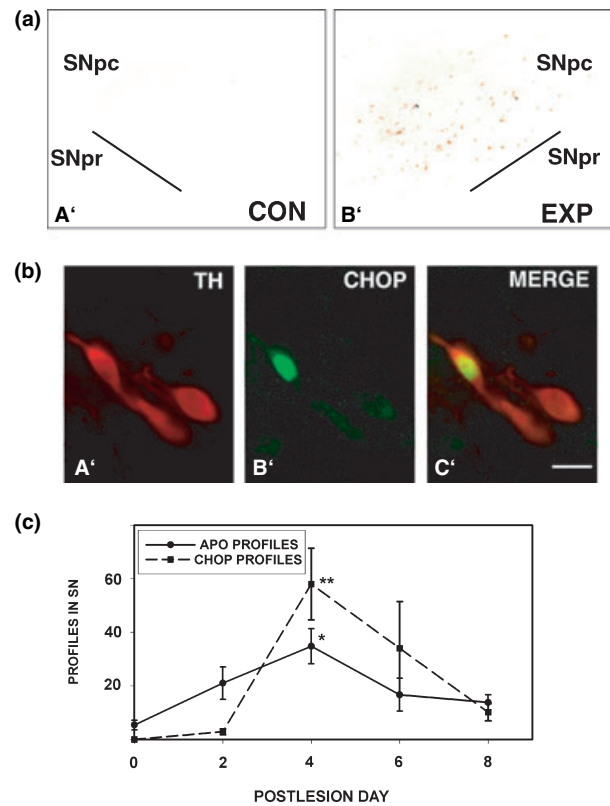 (a)
SNpc
SNpr
A‘
CON
SNpc
SNpr
B‘
EXP
(b)
TH
A‘
CHOP
B‘
MERGE
C‘
(c)
APO PROFILES
CHOP PROFILES
PROFILES IN SN
60
40
20
**
*
0
2
4
6
8
POSTLESION DAY